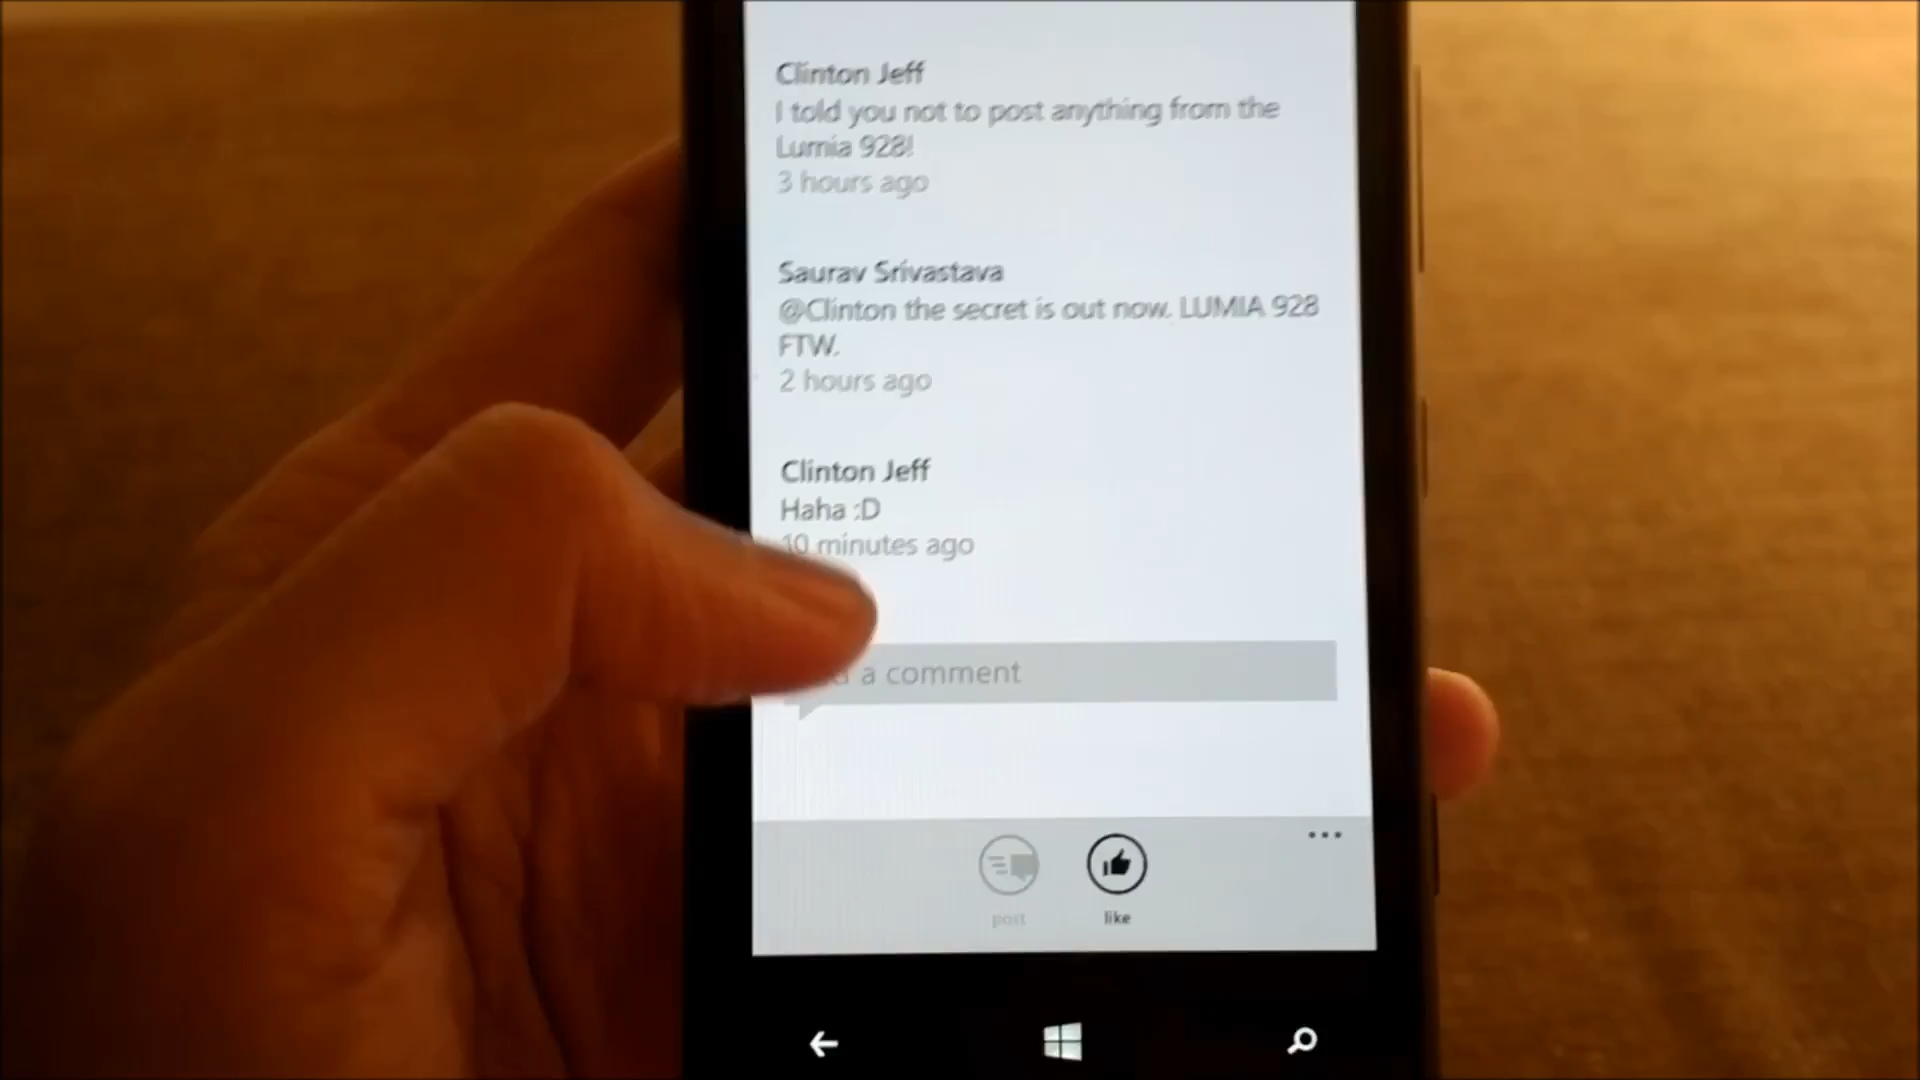 Clinton Jeff
I told you not to post anything from the
Lumia 928!
3 hours ago
Saurav Srivastava
@Clinton the secret is out now. LUMIA 928
FTW.
2 hours ago
Clinton Jeff
Haha :D
10 minutes ago
a comment
post
like